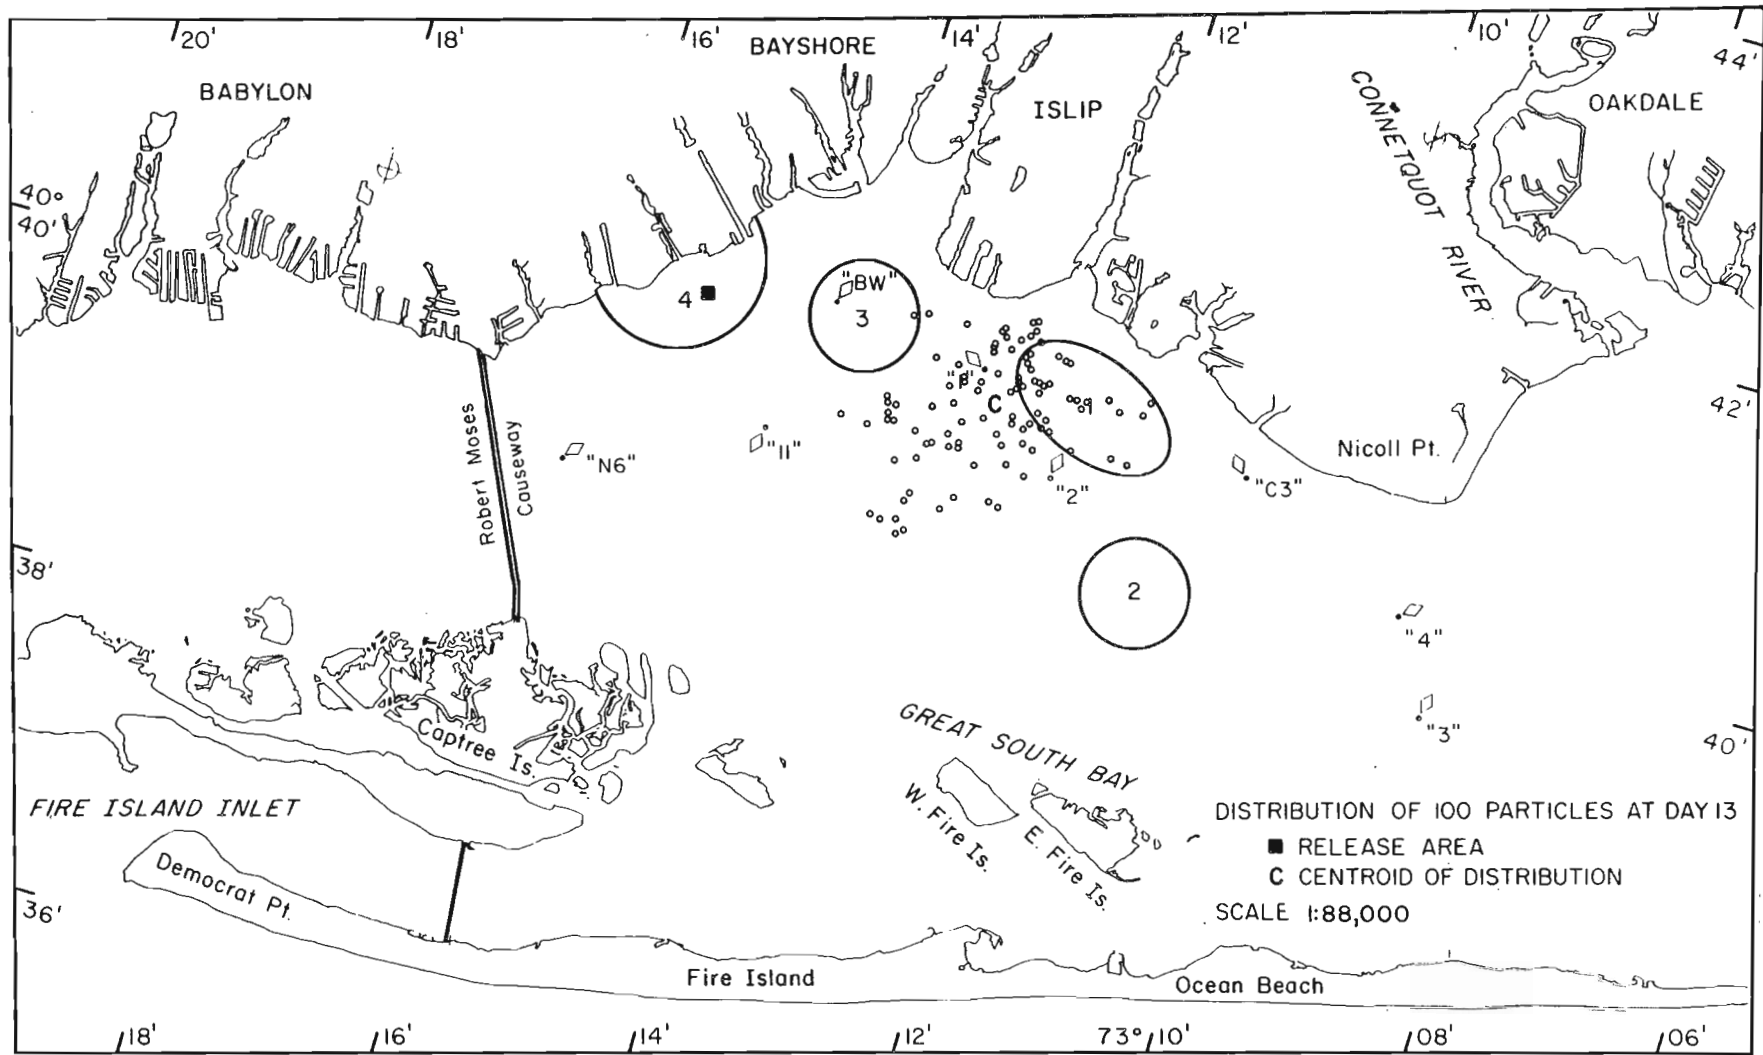 20'
18'
16'
14'
12'
10'
44'
BAYSHORE
BABYLON
ISLIP
OAKDALE
CONNETQUOT RIVER
40°
40'
4
"BW"
3
"1"
C
1
42'
Robert Moses
Causeway
"N6"
"11"
"2"
"C3"
Nicoll Pt.
38'
2
"4"
"3"
40'
Captree Is.
GREAT SOUTH BAY
W. Fire Is.
E. Fire Is.
FIRE ISLAND INLET
Democrat Pt.
36'
DISTRIBUTION OF 100 PARTICLES AT DAY 13
RELEASE AREA
C CENTROID OF DISTRIBUTION
SCALE 1:88,000
Fire Island
Ocean Beach
18'
16'
14'
12'
73° 10'
08'
06'